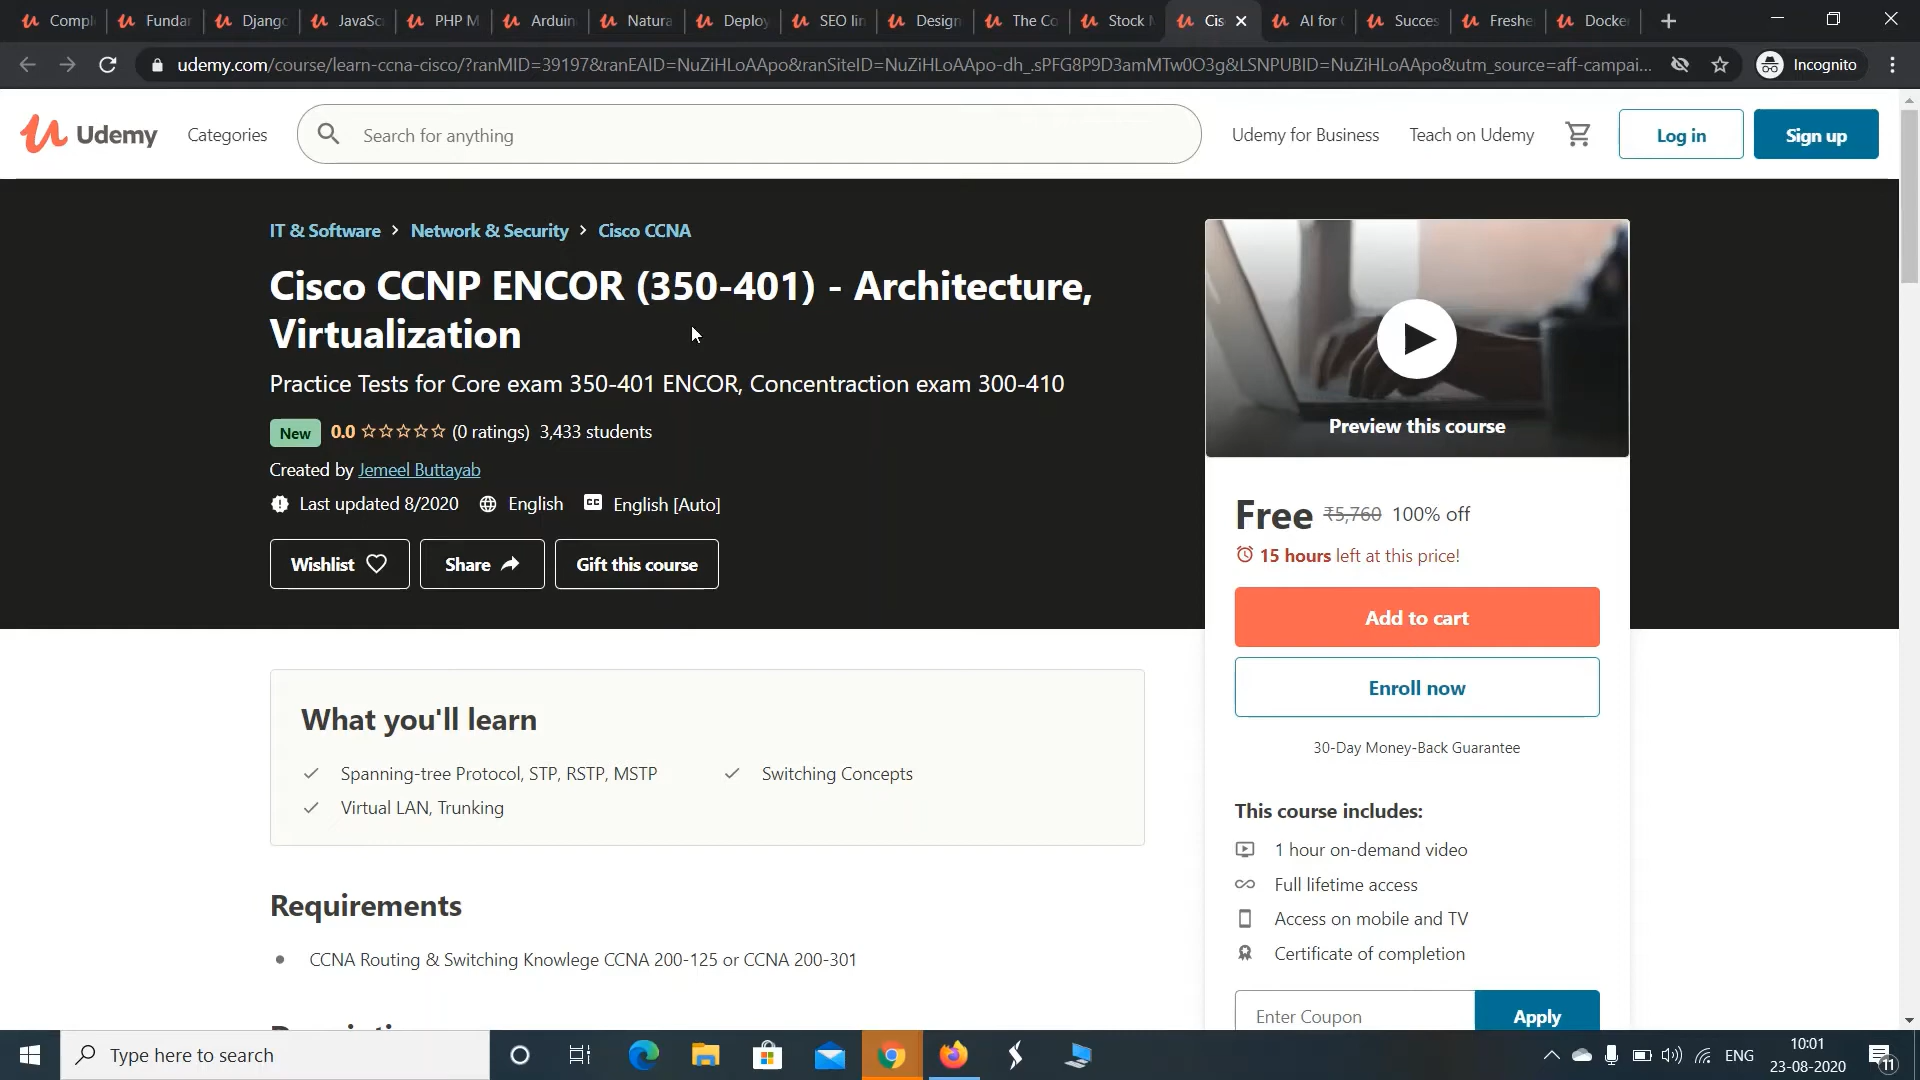 Compl
Fundar
Django
JavaSc
PHP M
Arduin
Natura
Deploy
SEO lin
Design
The Co
Stock M
Cis
AI for
Succes
Freshe
Docke
udemy.com/course/learn-ccna-cisco/?ranMID=39197&ranEAID=NuZiHLoAApo&ranSiteID=NuZiHLoAApo-dh_.sPFG8P9D3amMTw0O3g&LSNPUBID=NuZiHLoAApo&utm_source=aff-campai...
Incognito
Udemy
Categories
Search for anything
Udemy for Business
Teach on Udemy
Log in
Sign up
IT & Software > Network & Security > Cisco CCNA
Cisco CCNP ENCOR (350-401) - Architecture,
Virtualization
Practice Tests for Core exam 350-401 ENCOR, Concentraction exam 300-410
New 0.0 (0 ratings) 3,433 students
Created by Jemeel Buttayab
Last updated 8/2020 English CC English [Auto]
Wishlist
Share
Gift this course
Preview this course
Free ₹5,760 100% off
15 hours left at this price!
Add to cart
Enroll now
30-Day Money-Back Guarantee
This course includes:
1 hour on-demand video
Full lifetime access
Access on mobile and TV
Certificate of completion
Enter Coupon
Apply
What you'll learn
Spanning-tree Protocol, STP, RSTP, MSTP
Switching Concepts
Virtual LAN, Trunking
Requirements
CCNA Routing & Switching Knowlege CCNA 200-125 or CCNA 200-301
Type here to search
ENG
10:01
23-08-2020
11